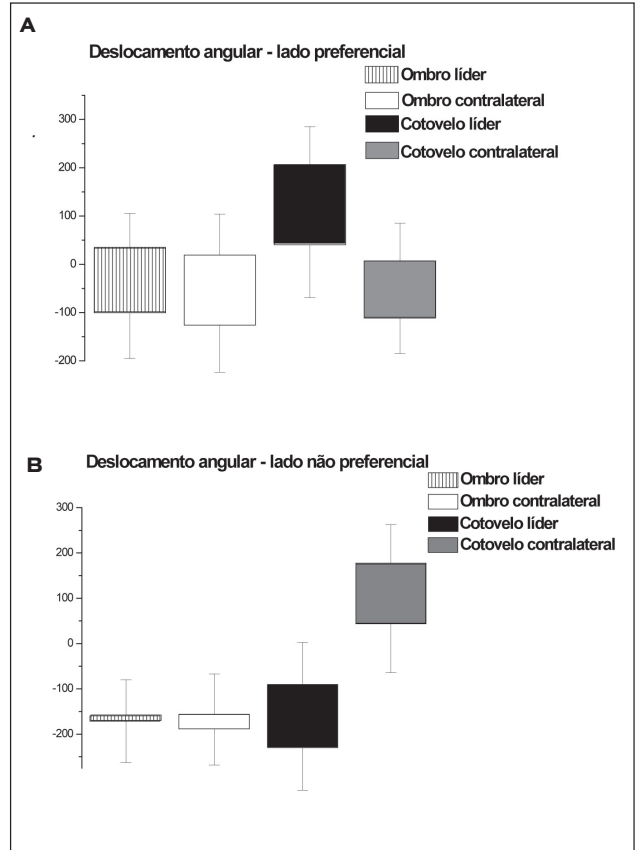 A
Deslocamento angular - lado preferencial
Ombro líder
Ombro contralateral
Cotovelo líder
Cotovelo contralateral
300
200
100
0
-100
-200
B
Deslocamento angular - lado não preferencial
Ombro líder
Ombro contralateral
Cotovelo líder
Cotovelo contralateral
300
200
100
0
-100
-200